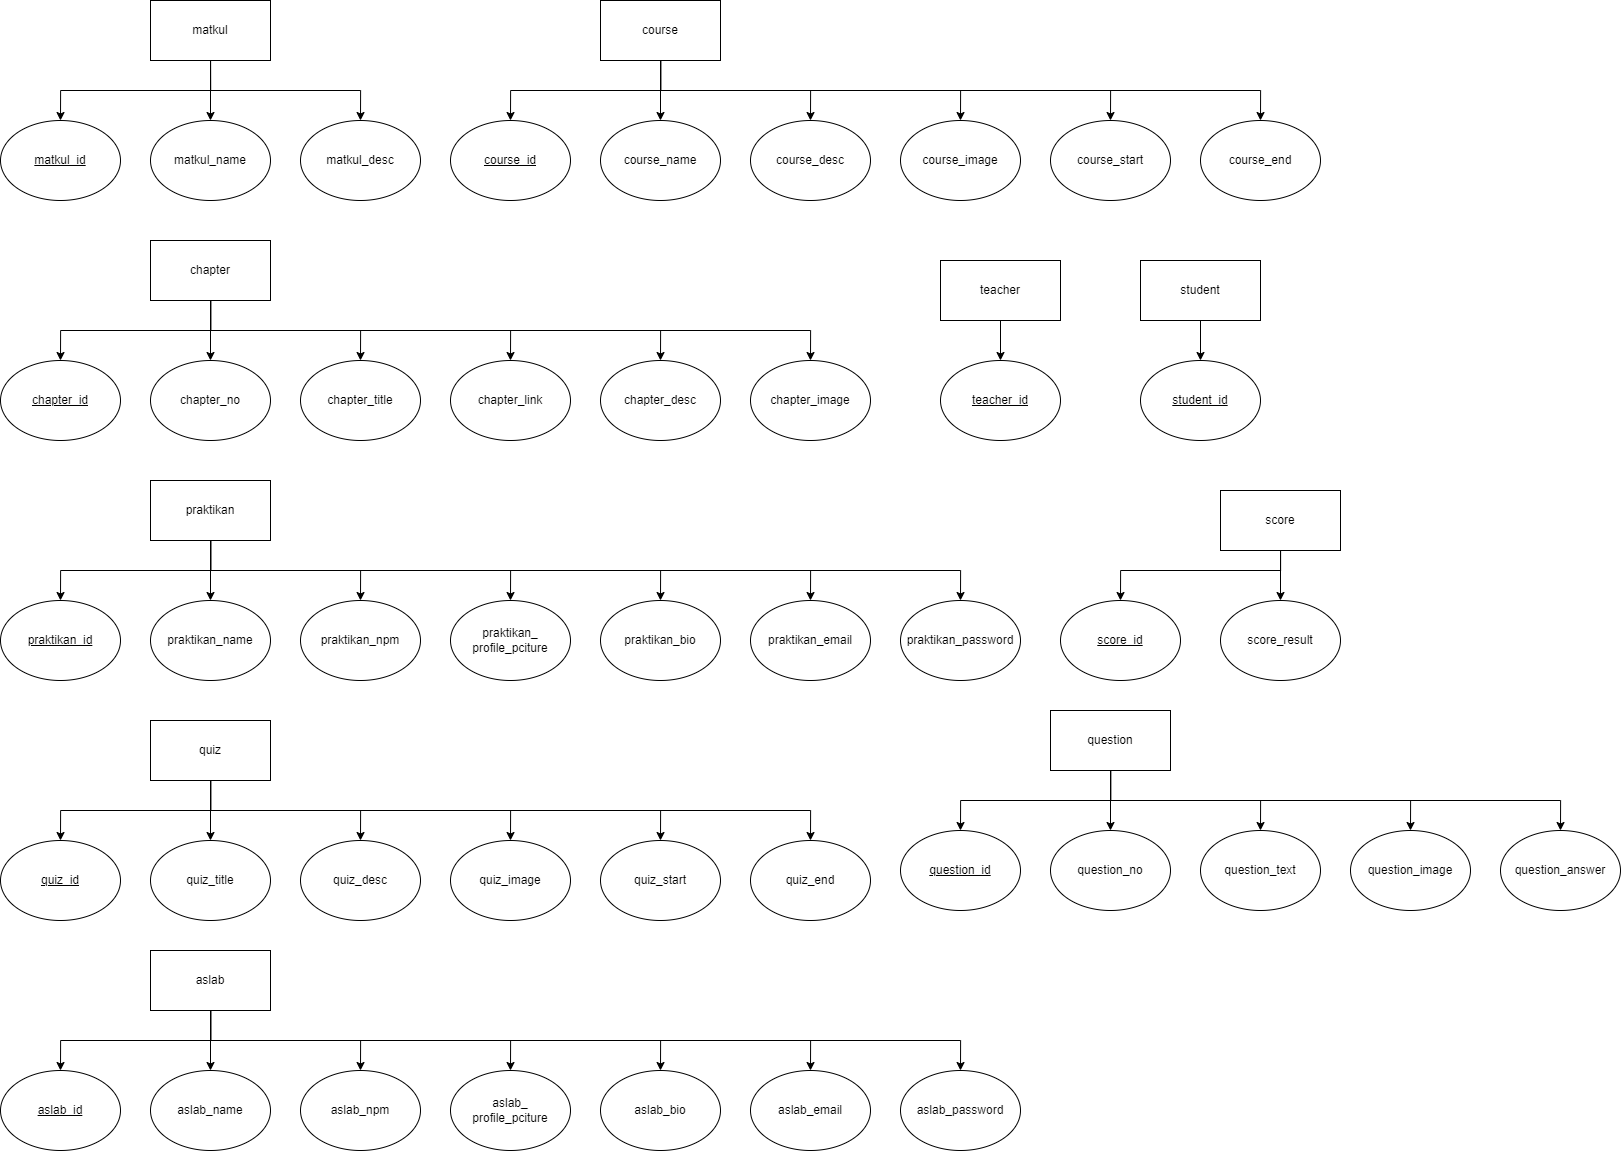 matkul
course
matkul_id
matkul_name
matkul_desc
course_id
course_name
course_desc
course_image
course_start
course_end
chapter
teacher
student
chapter_id
chapter_no
chapter_title
chapter_link
chapter_desc
chapter_image
teacher_id
student_id
praktikan
score
praktikan_id
praktikan_name
praktikan_npm
praktikan_
profile_pciture
praktikan_bio
praktikan_email
praktikan_password
score_id
score_result
quiz
question
quiz_id
quiz_title
quiz_desc
quiz_image
quiz_start
quiz_end
question_id
question_no
question_text
question_image
question_answer
aslab
aslab_id
aslab_name
aslab_npm
aslab_
profile_pciture
aslab_bio
aslab_email
aslab_password